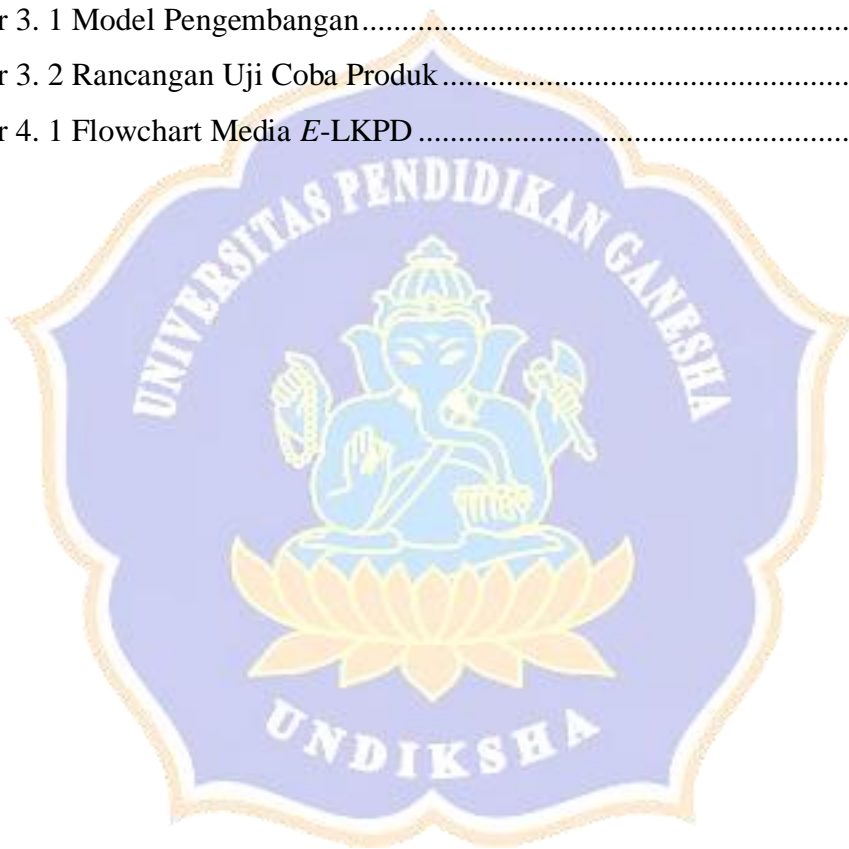 r 3. 1 Model Pengembangan........................................................
r 3. 2 Rancangan Uji Coba Produk..............................................
r 4. 1 Flowchart Media E-LKPD.................................................
UNIVERSITAS PENDIDIKAN GANESHA
UNDIKSHA